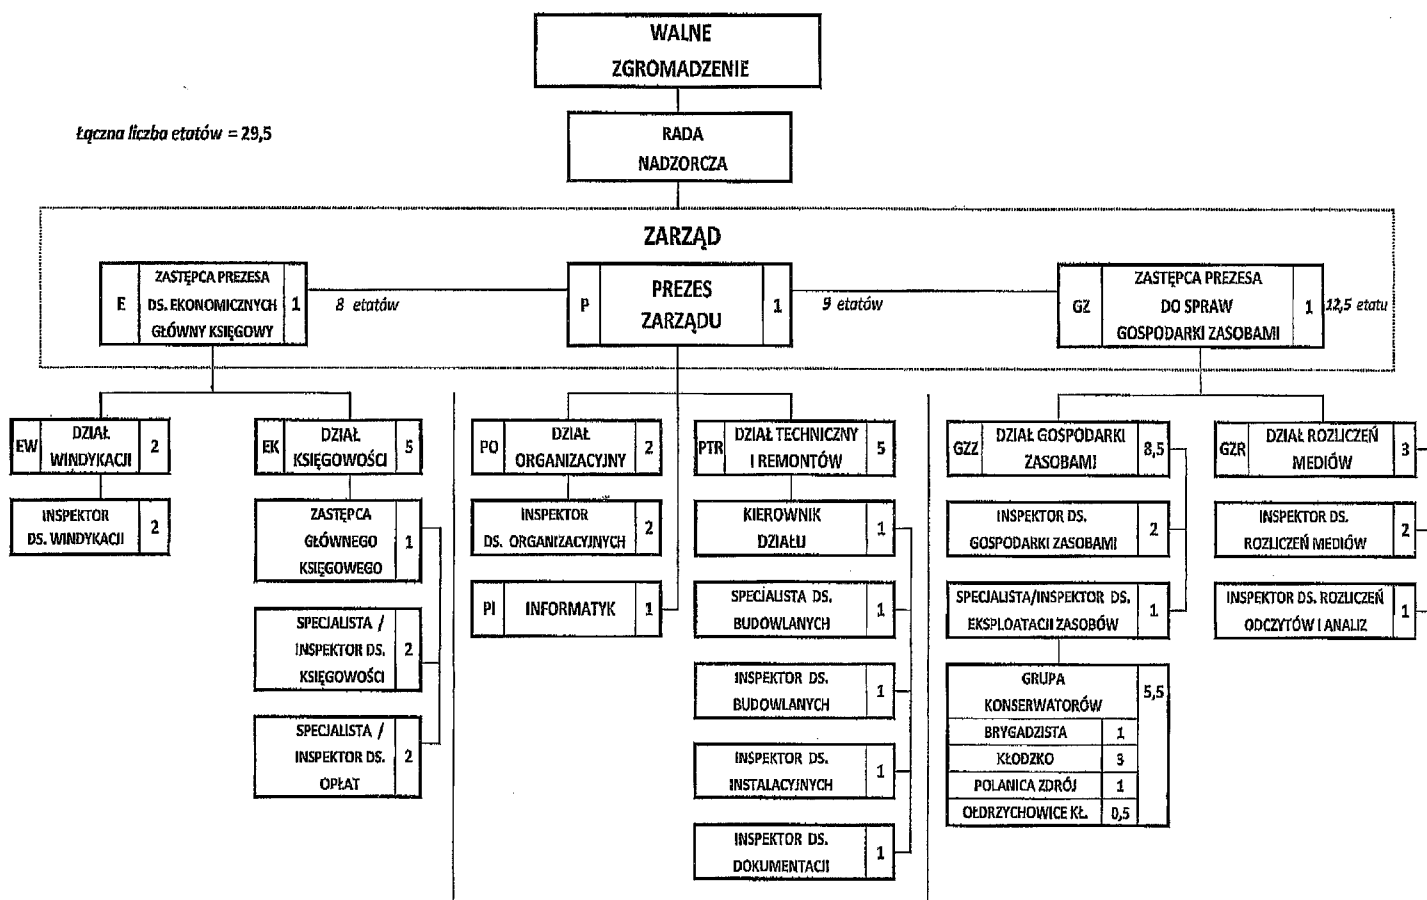 WALNE
ZGROMADZENIE
Łączna liczba etatów = 29,5
RADA
NADZORCZA
ZARZĄD
E
ZASTĘPCA PREZESA
DS. EKONOMICZNYCH
GŁÓWNY KSIĘGOWY
1
8 etatów
P
PREZES
ZARZĄDU
1
9 etatów
GZ
ZASTĘPCA PREZESA
DO SPRAW
GOSPODARKI ZASOBAMI
1
12,5 etatu
EW
DZIAŁ
WINDYKACJI
2
INSPEKTOR
DS. WINDYKACJI
2
EK
DZIAŁ
KSIĘGOWOŚCI
5
ZASTĘPCA
GŁÓWNEGO
KSIĘGOWEGO
1
SPECJALISTA /
INSPEKTOR DS.
KSIĘGOWOŚCI
2
SPECJALISTA /
INSPEKTOR DS.
OPŁAT
2
PO
DZIAŁ
ORGANIZACYJNY
2
INSPEKTOR
DS. ORGANIZACYJNYCH
2
PI
INFORMATYK
1
PTR
DZIAŁ TECHNICZNY
I REMONTÓW
5
KIEROWNIK
DZIAŁU
1
SPECJALISTA DS.
BUDOWLANYCH
1
INSPEKTOR DS.
BUDOWLANYCH
1
INSPEKTOR DS.
INSTALACYJNYCH
1
INSPEKTOR DS.
DOKUMENTACJI
1
GZZ
DZIAŁ GOSPODARKI
ZASOBAMI
8,5
INSPEKTOR DS.
GOSPODARKI ZASOBAMI
2
SPECJALISTA/INSPEKTOR DS.
EKSPLOATACJI ZASOBÓW
1
GRUPA
KONSERWATORÓW
5,5
BRYGADZISTA 1
KŁODZKO 3
POLANICA ZDRÓJ 1
OŁDRZYCHOWICE KŁ. 0,5
GZR
DZIAŁ ROZLICZEŃ
MEDIÓW
3
INSPEKTOR DS.
ROZLICZEŃ MEDIÓW
2
INSPEKTOR DS. ROZLICZEŃ
ODCZYTÓW I ANALIZ
1